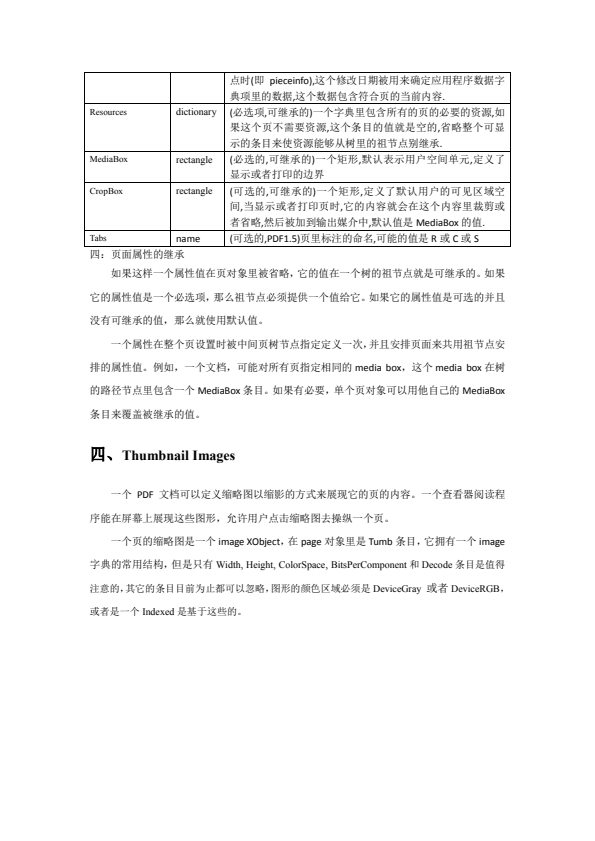 点时(即 pieceinfo),这个修改日期被用来确定应用程序数据字
典项里的数据,这个数据包含符合页的当前内容.
Resources dictionary (必选项,可继承的)一个字典里包含所有的页的必要的资源,如
果这个页不需要资源,这个条目的值就是空的,省略整个可显
示的条目来使资源能够从树里的祖节点别继承.
MediaBox rectangle (必选的,可继承的)一个矩形,默认表示用户空间单元,定义了
显示或者打印的边界
CropBox rectangle (可选的,可继承的)一个矩形,定义了默认用户的可见区域空
间,当显示或者打印页时,它的内容就会在这个内容里裁剪或
者省略,然后被加到输出媒介中,默认值是 MediaBox 的值.
Tabs name (可选的,PDF1.5)页里标注的命名,可能的值是 R 或 C 或 S
四：页面属性的继承
如果这样一个属性值在页对象里被省略，它的值在一个树的祖节点就是可继承的。如果
它的属性值是一个必选项，那么祖节点必须提供一个值给它。如果它的属性值是可选的并且
没有可继承的值，那么就使用默认值。
一个属性在整个页设置时被中间页树节点指定定义一次，并且安排页面来共用祖节点安
排的属性值。例如，一个文档，可能对所有页指定相同的 media box，这个 media box 在树
的路径节点里包含一个 MediaBox 条目。如果有必要，单个页对象可以用他自己的 MediaBox
条目来覆盖被继承的值。
四、Thumbnail Images
一个 PDF 文档可以定义缩略图以缩影的方式来展现它的页的内容。一个查看器阅读程
序能在屏幕上展现这些图形，允许用户点击缩略图去操纵一个页。
一个页的缩略图是一个 image XObject，在 page 对象里是 Tumb 条目，它拥有一个 image
字典的常用结构，但是只有 Width, Height, ColorSpace, BitsPerComponent 和 Decode 条目是值得
注意的，其它的条目目前为止都可以忽略，图形的颜色区域必须是 DeviceGray 或者 DeviceRGB，
或者是一个 Indexed 是基于这些的。